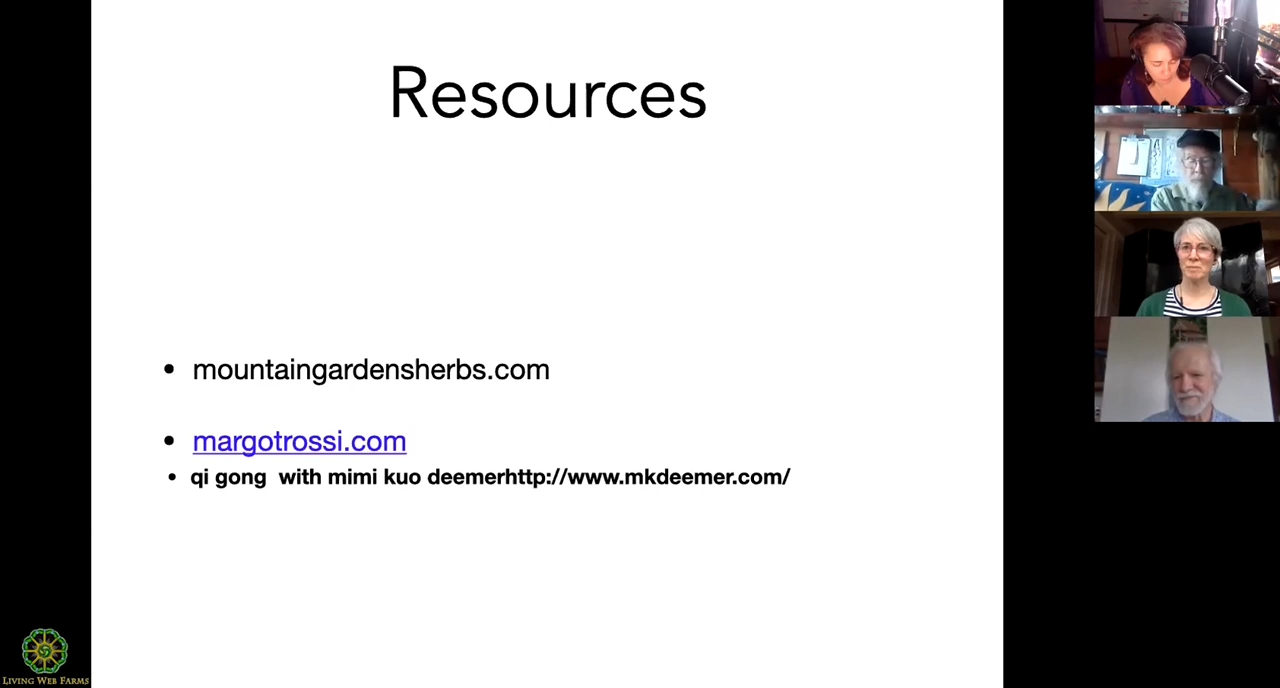 Resources
• mountaingardensherbs.com
• margotrossi.com
• qi gong  with mimi kuo deemerhttp://www.mkdeemer.com/
LIVING WEB FARMS